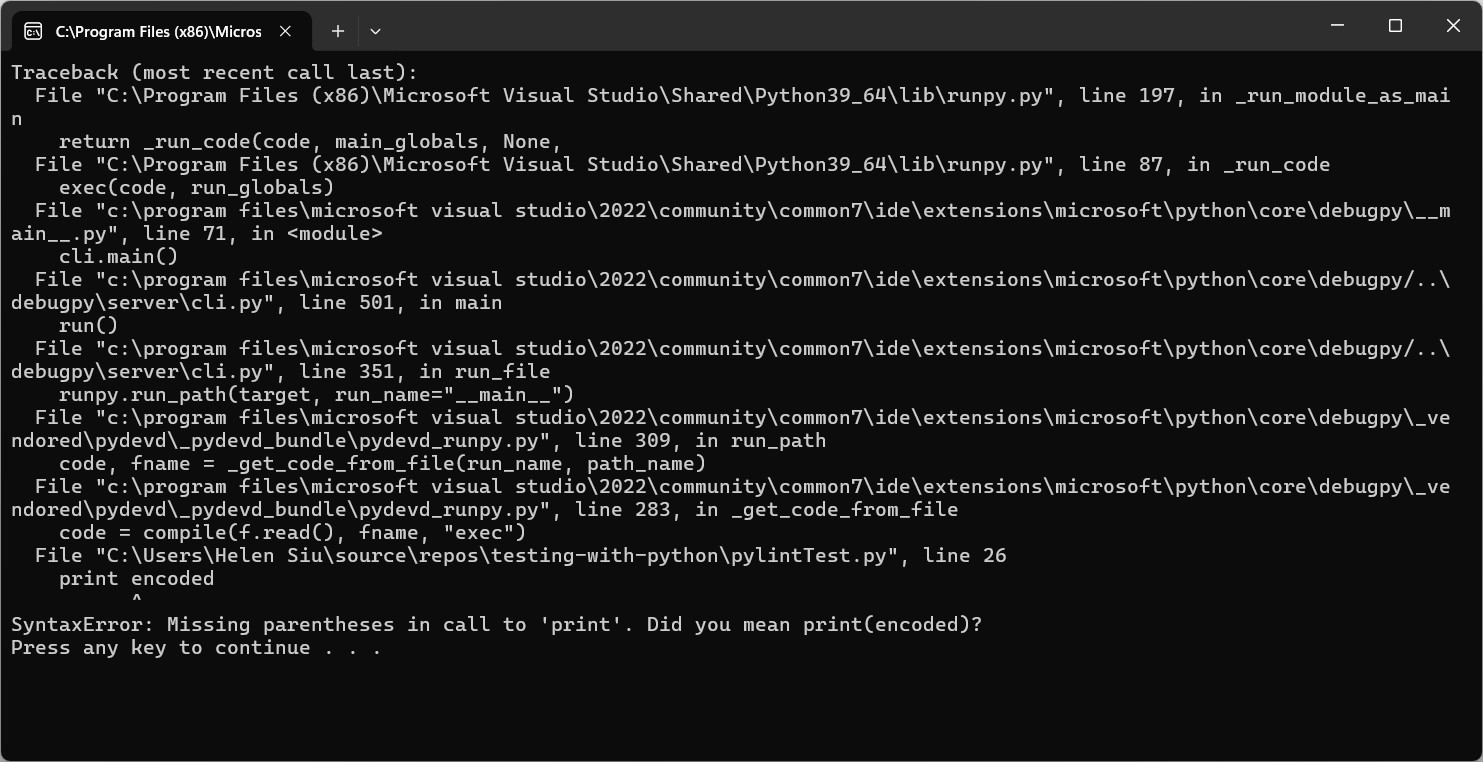 C:\Program Files (x86)\Micros
Traceback (most recent call last):
  File "C:\Program Files (x86)\Microsoft Visual Studio\Shared\Python39_64\lib\runpy.py", line 197, in _run_module_as_mai
n
    return _run_code(code, main_globals, None,
  File "C:\Program Files (x86)\Microsoft Visual Studio\Shared\Python39_64\lib\runpy.py", line 87, in _run_code
    exec(code, run_globals)
  File "c:\program files\microsoft visual studio\2022\community\common7\ide\extensions\microsoft\python\core\debugpy\__m
ain__.py", line 71, in <module>
    cli.main()
  File "c:\program files\microsoft visual studio\2022\community\common7\ide\extensions\microsoft\python\core\debugpy/..\
debugpy\server\cli.py", line 501, in main
    run()
  File "c:\program files\microsoft visual studio\2022\community\common7\ide\extensions\microsoft\python\core\debugpy/..\
debugpy\server\cli.py", line 351, in run_file
    runpy.run_path(target, run_name="__main__")
  File "c:\program files\microsoft visual studio\2022\community\common7\ide\extensions\microsoft\python\core\debugpy\_ve
ndored\pydevd\_pydevd_bundle\pydevd_runpy.py", line 309, in run_path
    code, fname = _get_code_from_file(run_name, path_name)
  File "c:\program files\microsoft visual studio\2022\community\common7\ide\extensions\microsoft\python\core\debugpy\_ve
ndored\pydevd\_pydevd_bundle\pydevd_runpy.py", line 283, in _get_code_from_file
    code = compile(f.read(), fname, "exec")
  File "C:\Users\Helen Siu\source\repos\testing-with-python\pylintTest.py", line 26
    print encoded
          ^
SyntaxError: Missing parentheses in call to 'print'. Did you mean print(encoded)?
Press any key to continue . . .